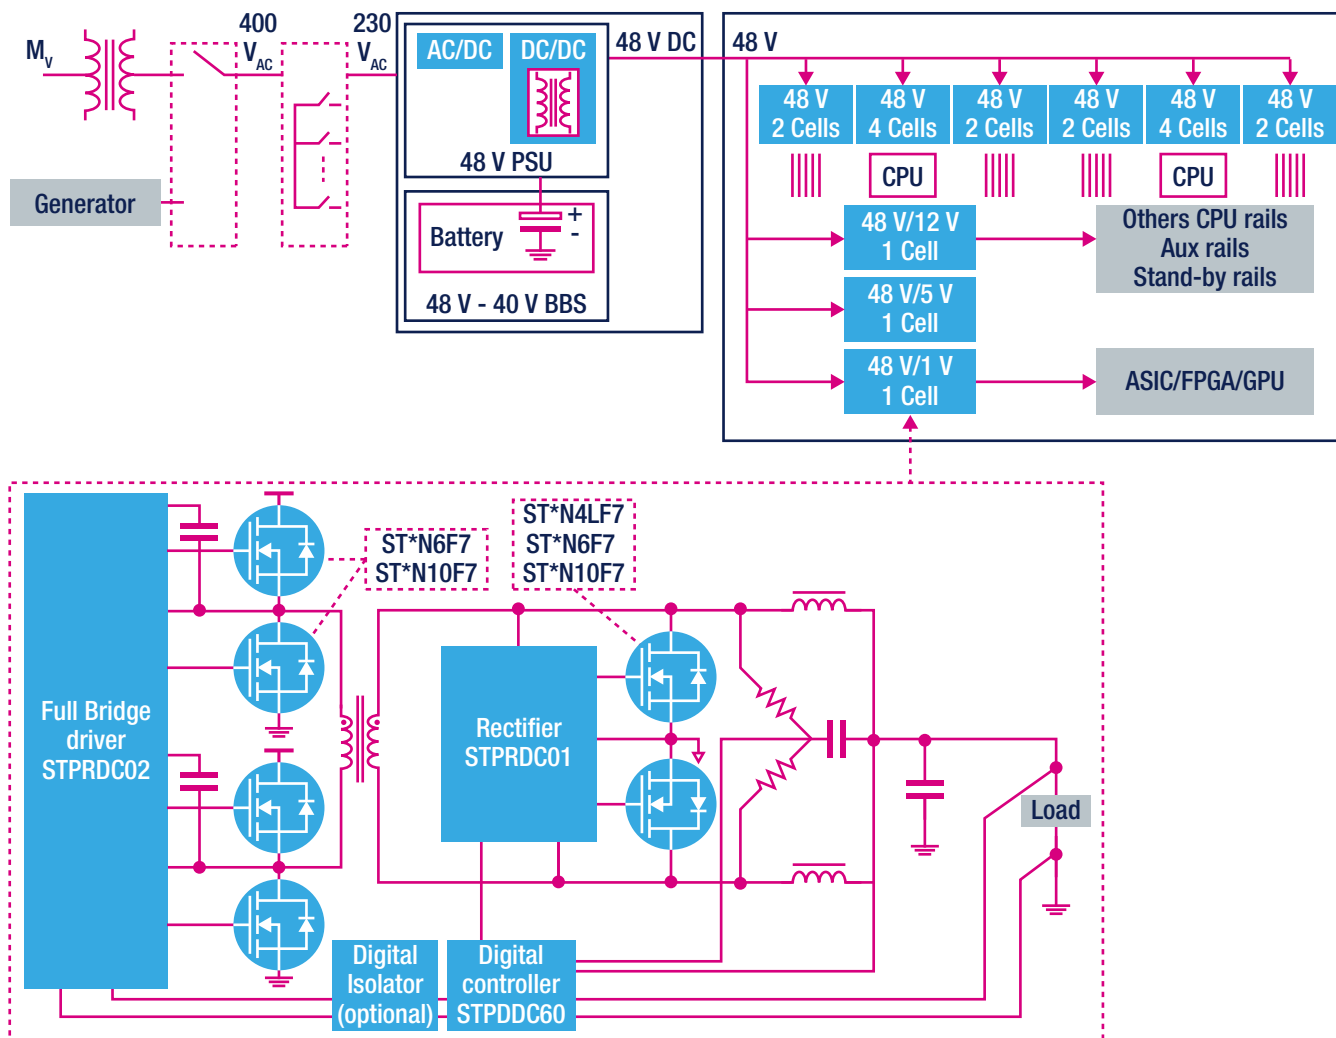 M_V
400
V_AC
230
V_AC
Generator
AC/DC
DC/DC
48 V PSU
Battery
+
-
48 V - 40 V BBS
48 V DC
48 V
48 V
2 Cells
48 V
4 Cells
48 V
2 Cells
48 V
2 Cells
48 V
4 Cells
48 V
2 Cells
CPU
CPU
48 V/12 V
1 Cell
Others CPU rails
Aux rails
Stand-by rails
48 V/5 V
1 Cell
48 V/1 V
1 Cell
ASIC/FPGA/GPU
Full Bridge
driver
STPRDC02
ST*N6F7
ST*N10F7
ST*N4LF7
ST*N6F7
ST*N10F7
Rectifier
STPRDC01
Load
Digital
Isolator
(optional)
Digital
controller
STPDDC60